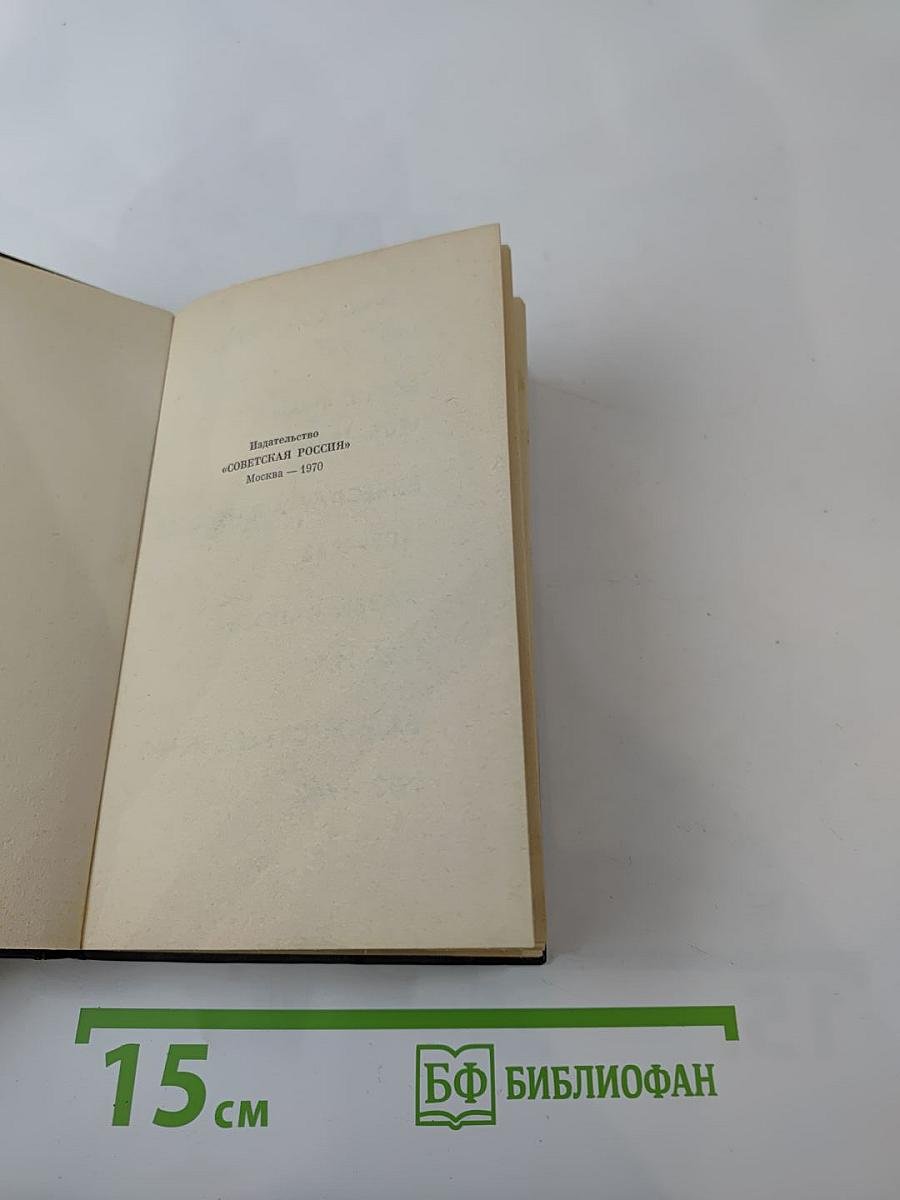 Издательство
«СОВЕТСКАЯ РОССИЯ»
Москва — 1970
15 см
БФ БИБЛИОФАН